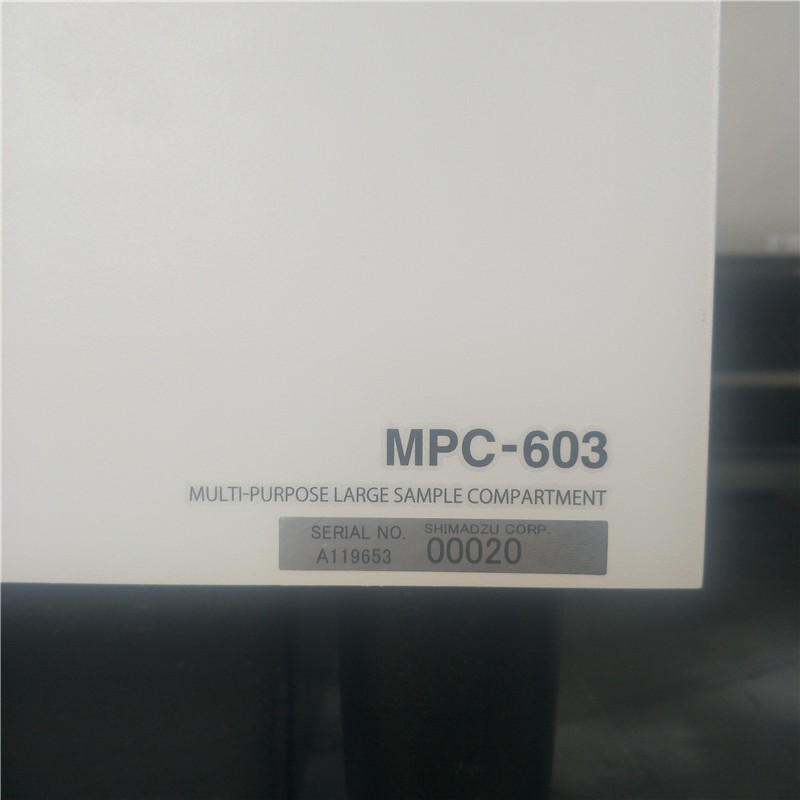 MPC-603
MULTI-PURPOSE LARGE SAMPLE COMPARTMENT
SERIAL NO. SHIMADZU CORP.
A119653 00020